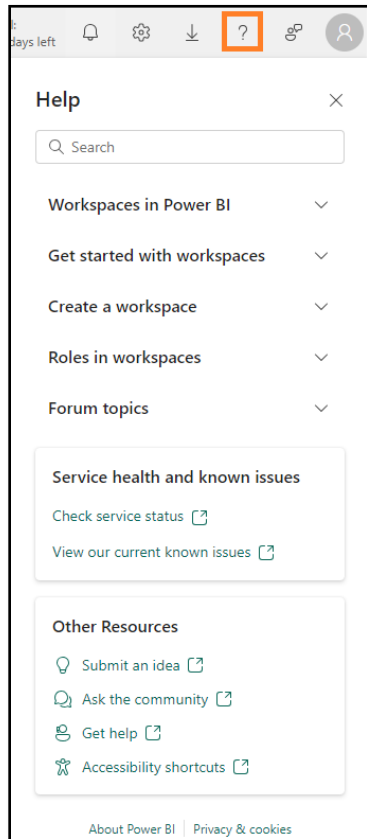 l:
days left
?
Help
Search
Workspaces in Power BI
Get started with workspaces
Create a workspace
Roles in workspaces
Forum topics
Service health and known issues
Check service status
View our current known issues
Other Resources
Submit an idea
Ask the community
Get help
Accessibility shortcuts
About Power BI | Privacy & cookies